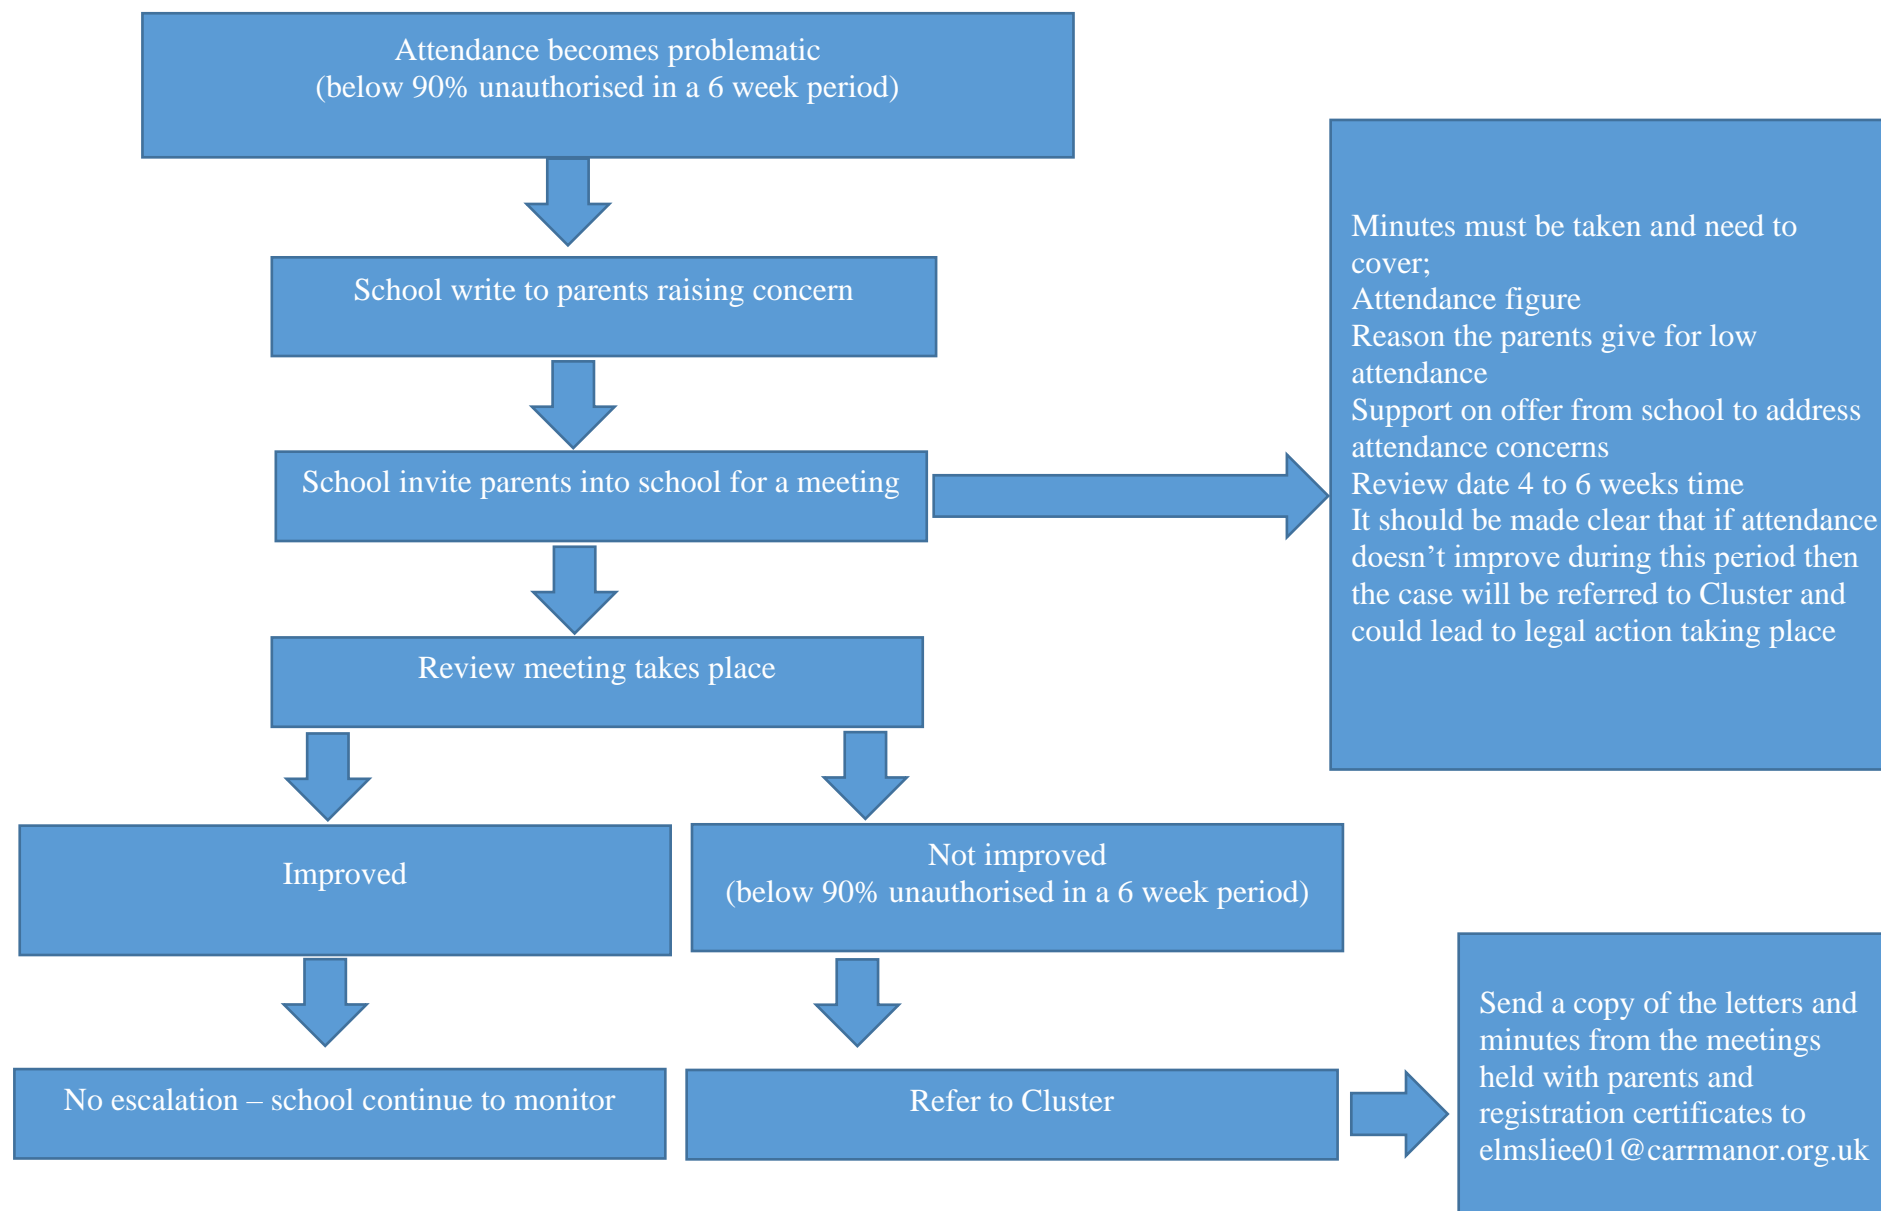 Attendance becomes problematic
(below 90% unauthorised in a 6 week period)
School write to parents raising concern
School invite parents into school for a meeting
Minutes must be taken and need to
cover;
Attendance figure
Reason the parents give for low
attendance
Support on offer from school to address
attendance concerns
Review date 4 to 6 weeks time
It should be made clear that if attendance
doesn’t improve during this period then
the case will be referred to Cluster and
could lead to legal action taking place
Review meeting takes place
Improved
Not improved
(below 90% unauthorised in a 6 week period)
No escalation – school continue to monitor
Refer to Cluster
Send a copy of the letters and
minutes from the meetings
held with parents and
registration certificates to
elmsliee01@carrmanor.org.uk